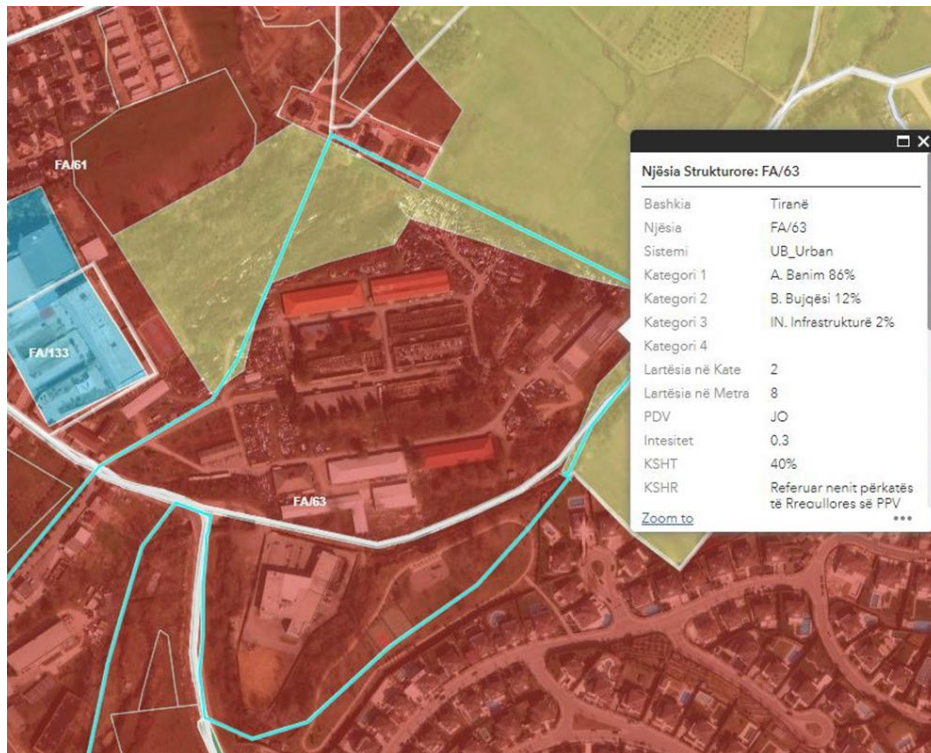 FA/61
FA/133
FA/63
Njësia Strukturore: FA/63
Bashkia Tiranë
Njësia FA/63
Sistemi UB_Urban
Kategori 1 A. Banim 86%
Kategori 2 B. Bujqësi 12%
Kategori 3 IN. Infrastrukturë 2%
Kategori 4
Lartësia në Kate 2
Lartësia në Metra 8
PDV JO
Intesitet 0.3
KSHT 40%
KSHR Referuar nenit përkatës
të Rregullores së PPV
Zoom to